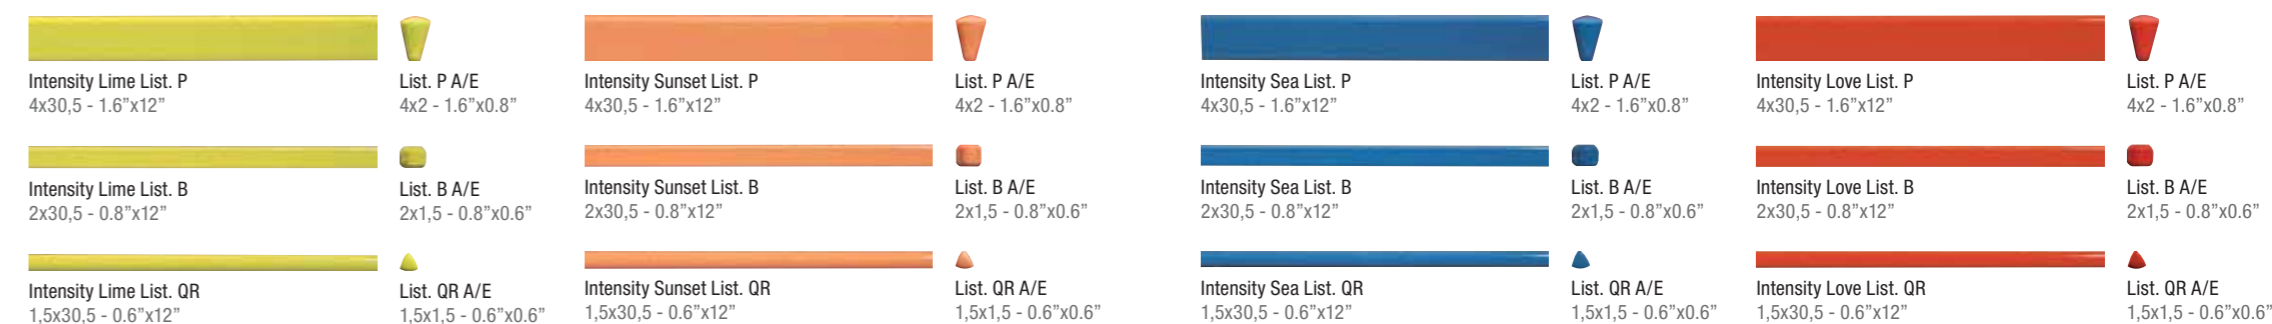 Intensity Lime List. P
4x30,5 - 1.6”x12”
List. P A/E
4x2 - 1.6”x0.8”
Intensity Sunset List. P
4x30,5 - 1.6”x12”
List. P A/E
4x2 - 1.6”x0.8”
Intensity Sea List. P
4x30,5 - 1.6”x12”
List. P A/E
4x2 - 1.6”x0.8”
Intensity Love List. P
4x30,5 - 1.6”x12”
List. P A/E
4x2 - 1.6”x0.8”
Intensity Lime List. B
2x30,5 - 0.8”x12”
List. B A/E
2x1,5 - 0.8”x0.6”
Intensity Sunset List. B
2x30,5 - 0.8”x12”
List. B A/E
2x1,5 - 0.8”x0.6”
Intensity Sea List. B
2x30,5 - 0.8”x12”
List. B A/E
2x1,5 - 0.8”x0.6”
Intensity Love List. B
2x30,5 - 0.8”x12”
List. B A/E
2x1,5 - 0.8”x0.6”
Intensity Lime List. QR
1,5x30,5 - 0.6”x12”
List. QR A/E
1,5x1,5 - 0.6”x0.6”
Intensity Sunset List. QR
1,5x30,5 - 0.6”x12”
List. QR A/E
1,5x1,5 - 0.6”x0.6”
Intensity Sea List. QR
1,5x30,5 - 0.6”x12”
List. QR A/E
1,5x1,5 - 0.6”x0.6”
Intensity Love List. QR
1,5x30,5 - 0.6”x12”
List. QR A/E
1,5x1,5 - 0.6”x0.6”